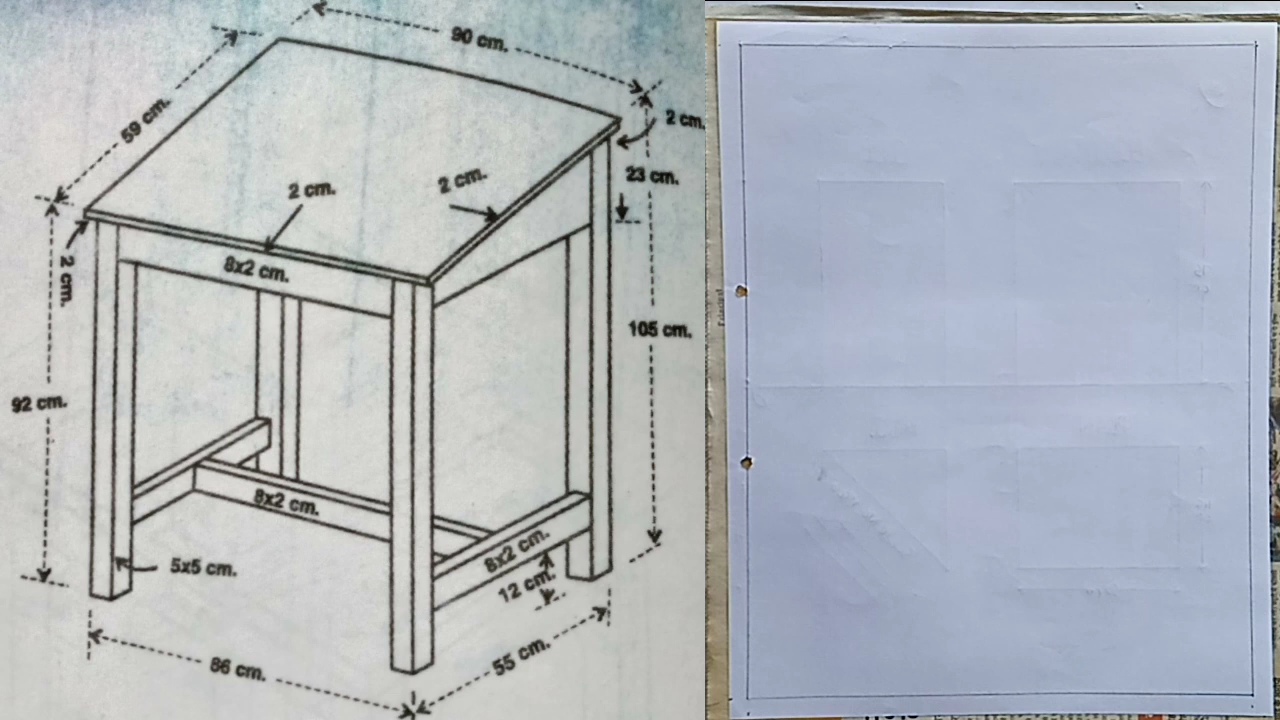 90 cm.
59 cm.
2 cm.
2 cm.
2 cm.
23 cm.
8x2 cm.
2 cm.
105 cm.
92 cm.
8x2 cm.
8x2 cm.
5x5 cm.
12 cm.
86 cm.
55 cm.